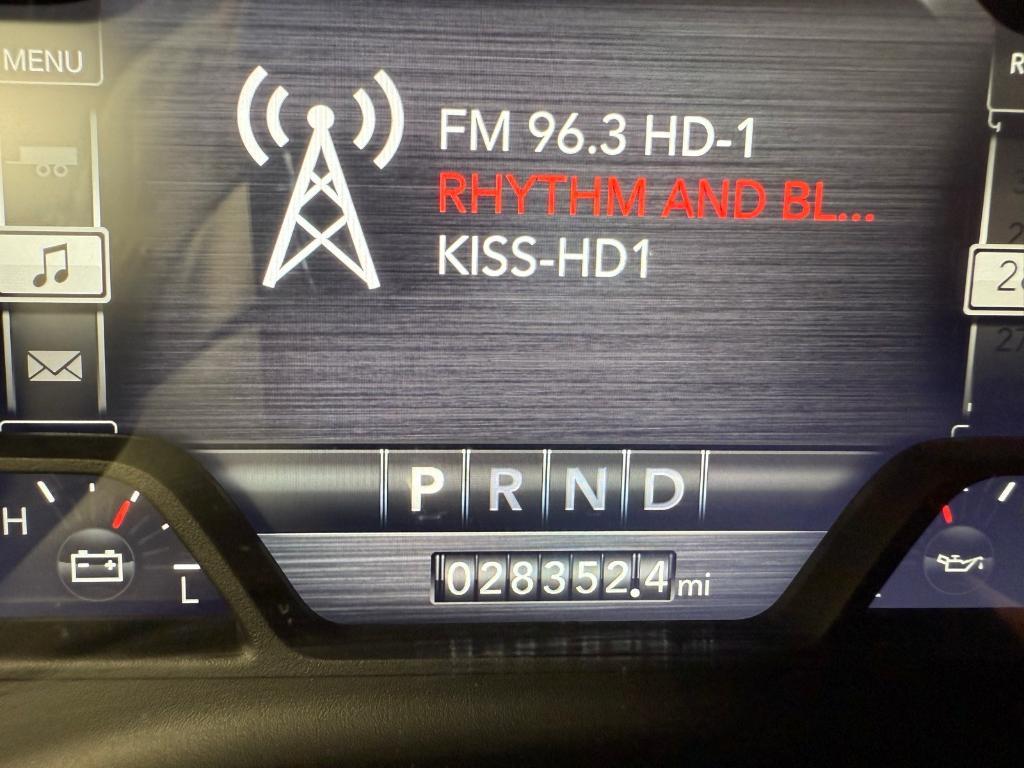 MENU
FM 96.3 HD-1
RHYTHM AND BL...
KISS-HD1
P R N D
H
L
028352.4 mi